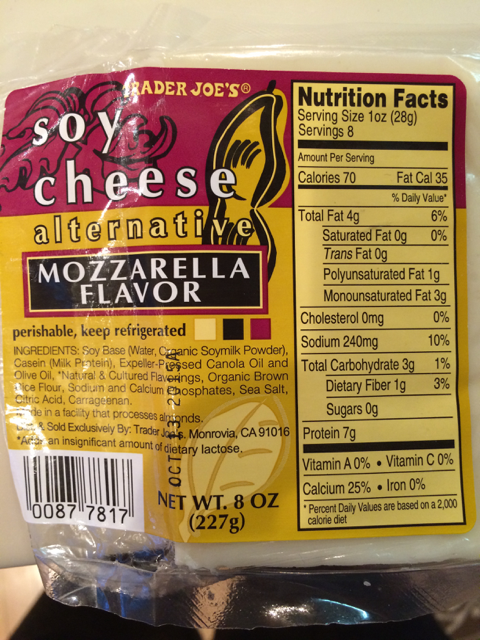 TRADER JOE'S®
soy
cheese
alternative
MOZZARELLA
FLAVOR
perishable, keep refrigerated
INGREDIENTS: Soy Base (Water, Organic Soymilk Powder),
Casein (Milk Protein), Expeller-Pressed Canola Oil and
Olive Oil, *Natural & Cultured Flavorings, Organic Brown
Rice Flour, Sodium and Calcium Phosphates, Sea Salt,
Citric Acid, Carrageenan.
Made in a facility that processes almonds.
Dist. & Sold Exclusively By: Trader Joe's, Monrovia, CA 91016
*Adds an insignificant amount of dietary lactose.
OCT 13
0087 7817
NET WT. 8 OZ
(227g)
Nutrition Facts
Serving Size 1oz (28g)
Servings 8
Amount Per Serving
Calories 70 Fat Cal 35
% Daily Value*
Total Fat 4g 6%
Saturated Fat 0g 0%
Trans Fat 0g
Polyunsaturated Fat 1g
Monounsaturated Fat 3g
Cholesterol 0mg 0%
Sodium 240mg 10%
Total Carbohydrate 3g 1%
Dietary Fiber 1g 3%
Sugars 0g
Protein 7g
Vitamin A 0% • Vitamin C 0%
Calcium 25% • Iron 0%
* Percent Daily Values are based on a 2,000
calorie diet